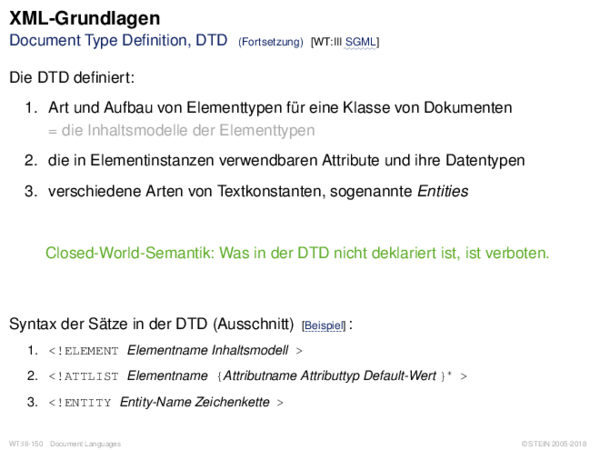 XML-Grundlagen
Document Type Definition, DTD (Fortsetzung) [WT:III SGML]
Die DTD definiert:
1. Art und Aufbau von Elementtypen für eine Klasse von Dokumenten
= die Inhaltsmodelle der Elementtypen
2. die in Elementinstanzen verwendbaren Attribute und ihre Datentypen
3. verschiedene Arten von Textkonstanten, sogenannte Entities
Closed-World-Semantik: Was in der DTD nicht deklariert ist, ist verboten.
Syntax der Sätze in der DTD (Ausschnitt) [Beispiel] :
1. <!ELEMENT Elementname Inhaltsmodell >
2. <!ATTLIST Elementname {Attributname Attributtyp Default-Wert }* >
3. <!ENTITY Entity-Name Zeichenkette >
WT:III-150 Document Languages © STEIN 2005-2018